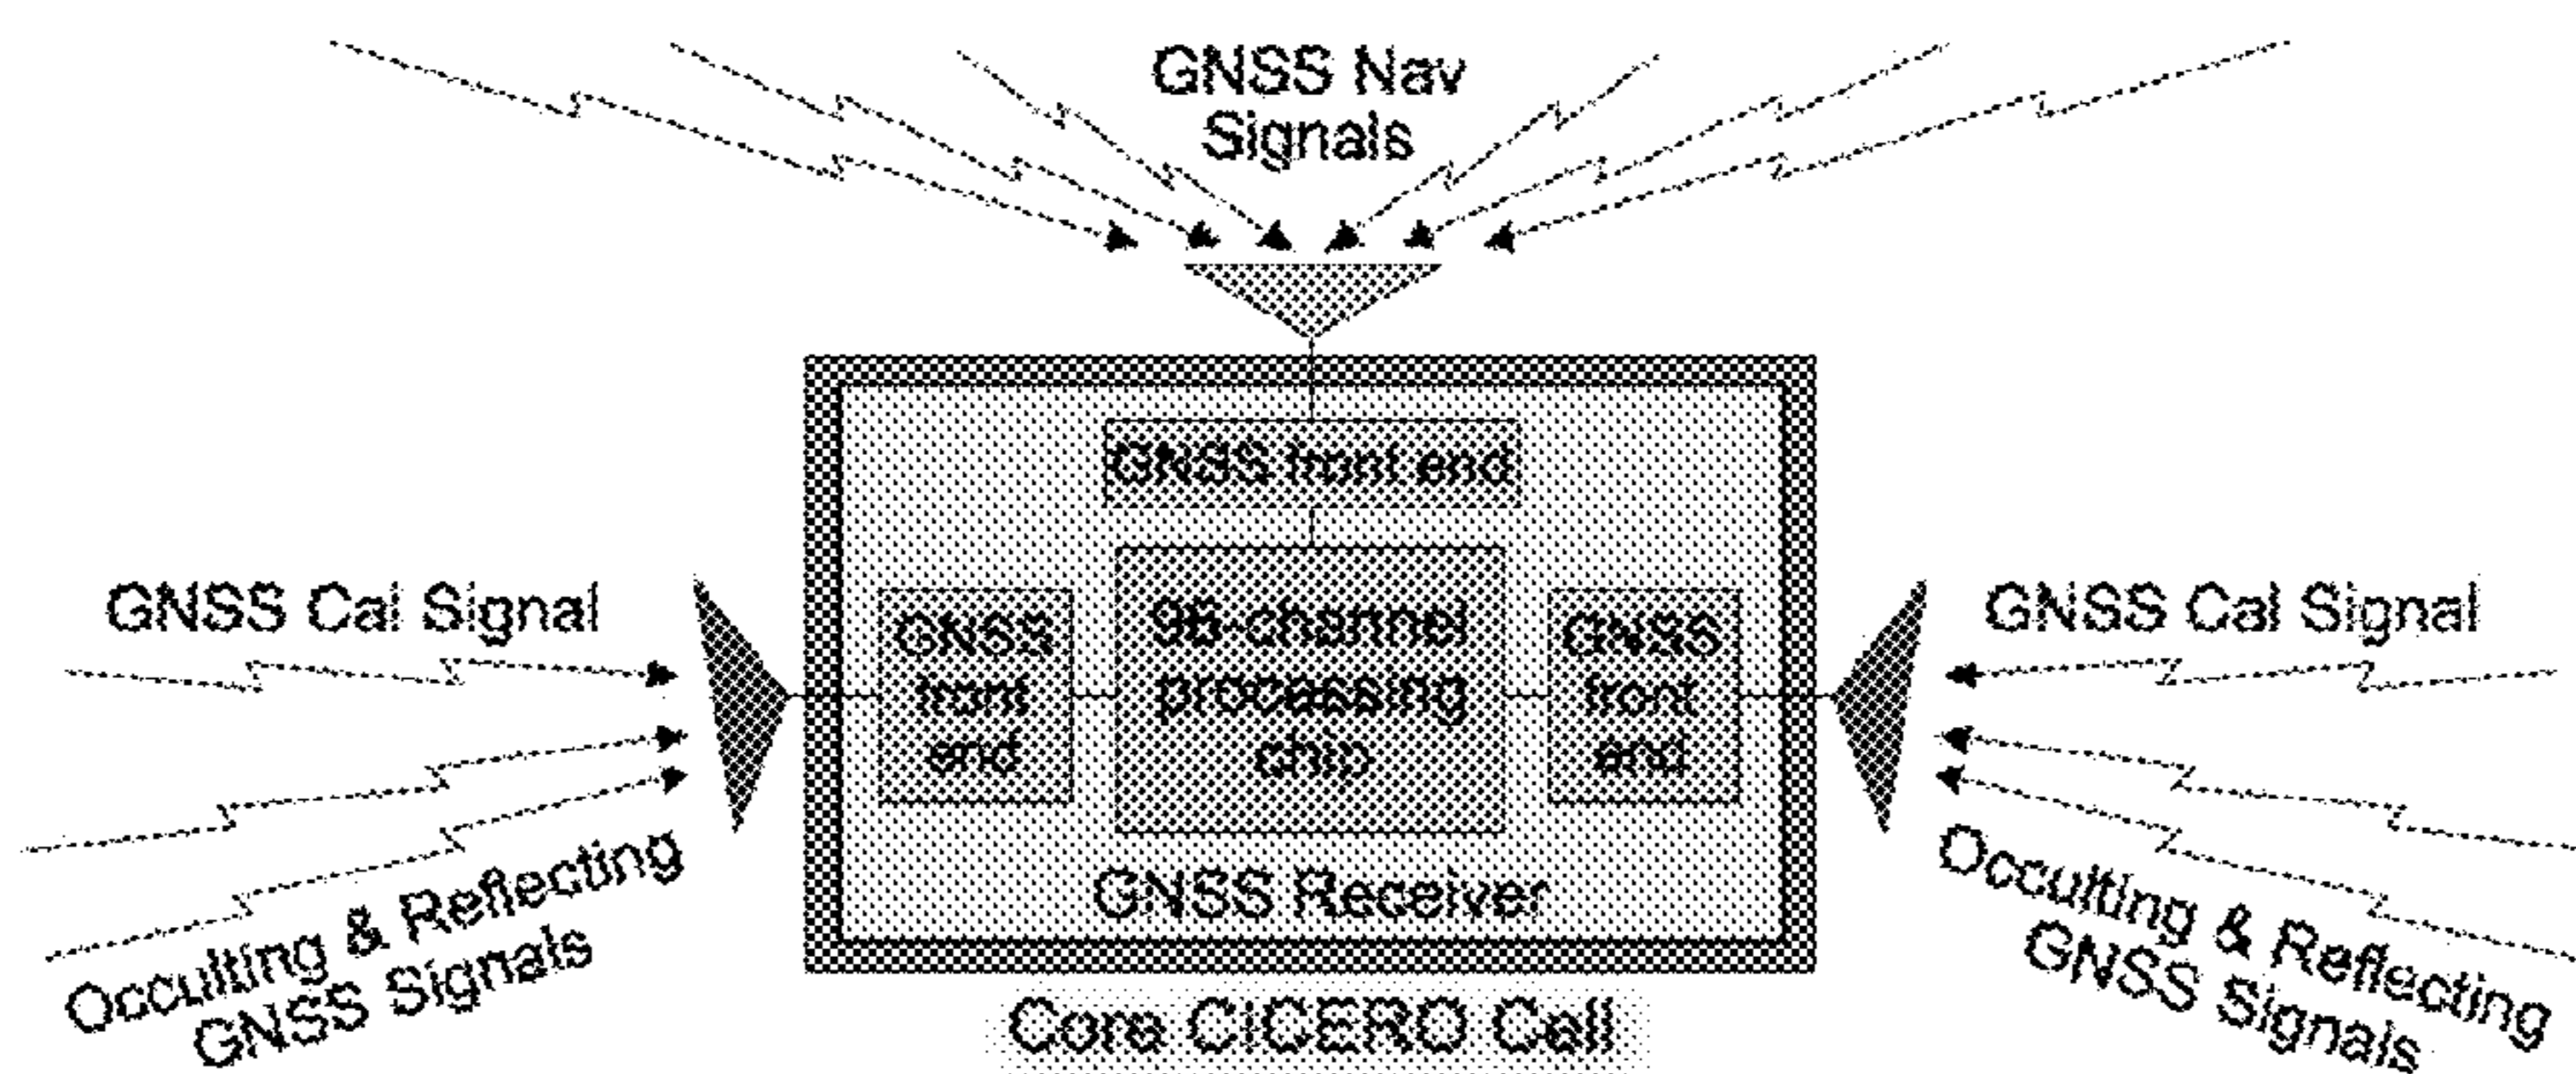 GNSS Nav
Signals
GNSS front end
GNSS Cal Signal
GNSS
front
end
96-channel
processing
chip
GNSS
front
end
GNSS Cal Signal
GNSS Receiver
Occulting & Reflecting
GNSS Signals
Occulting & Reflecting
GNSS Signals
Core CICERO Cell